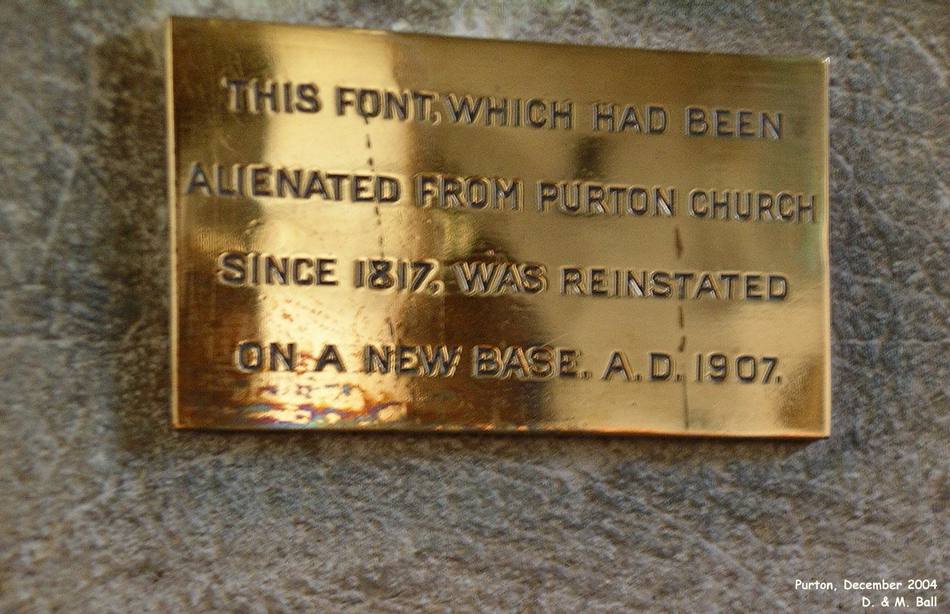 THIS FONT, WHICH HAD BEEN
ALIENATED FROM PURTON CHURCH
SINCE 1817, WAS REINSTATED
ON A NEW BASE. A.D. 1907.
Purton, December 2004
D. & M. Ball